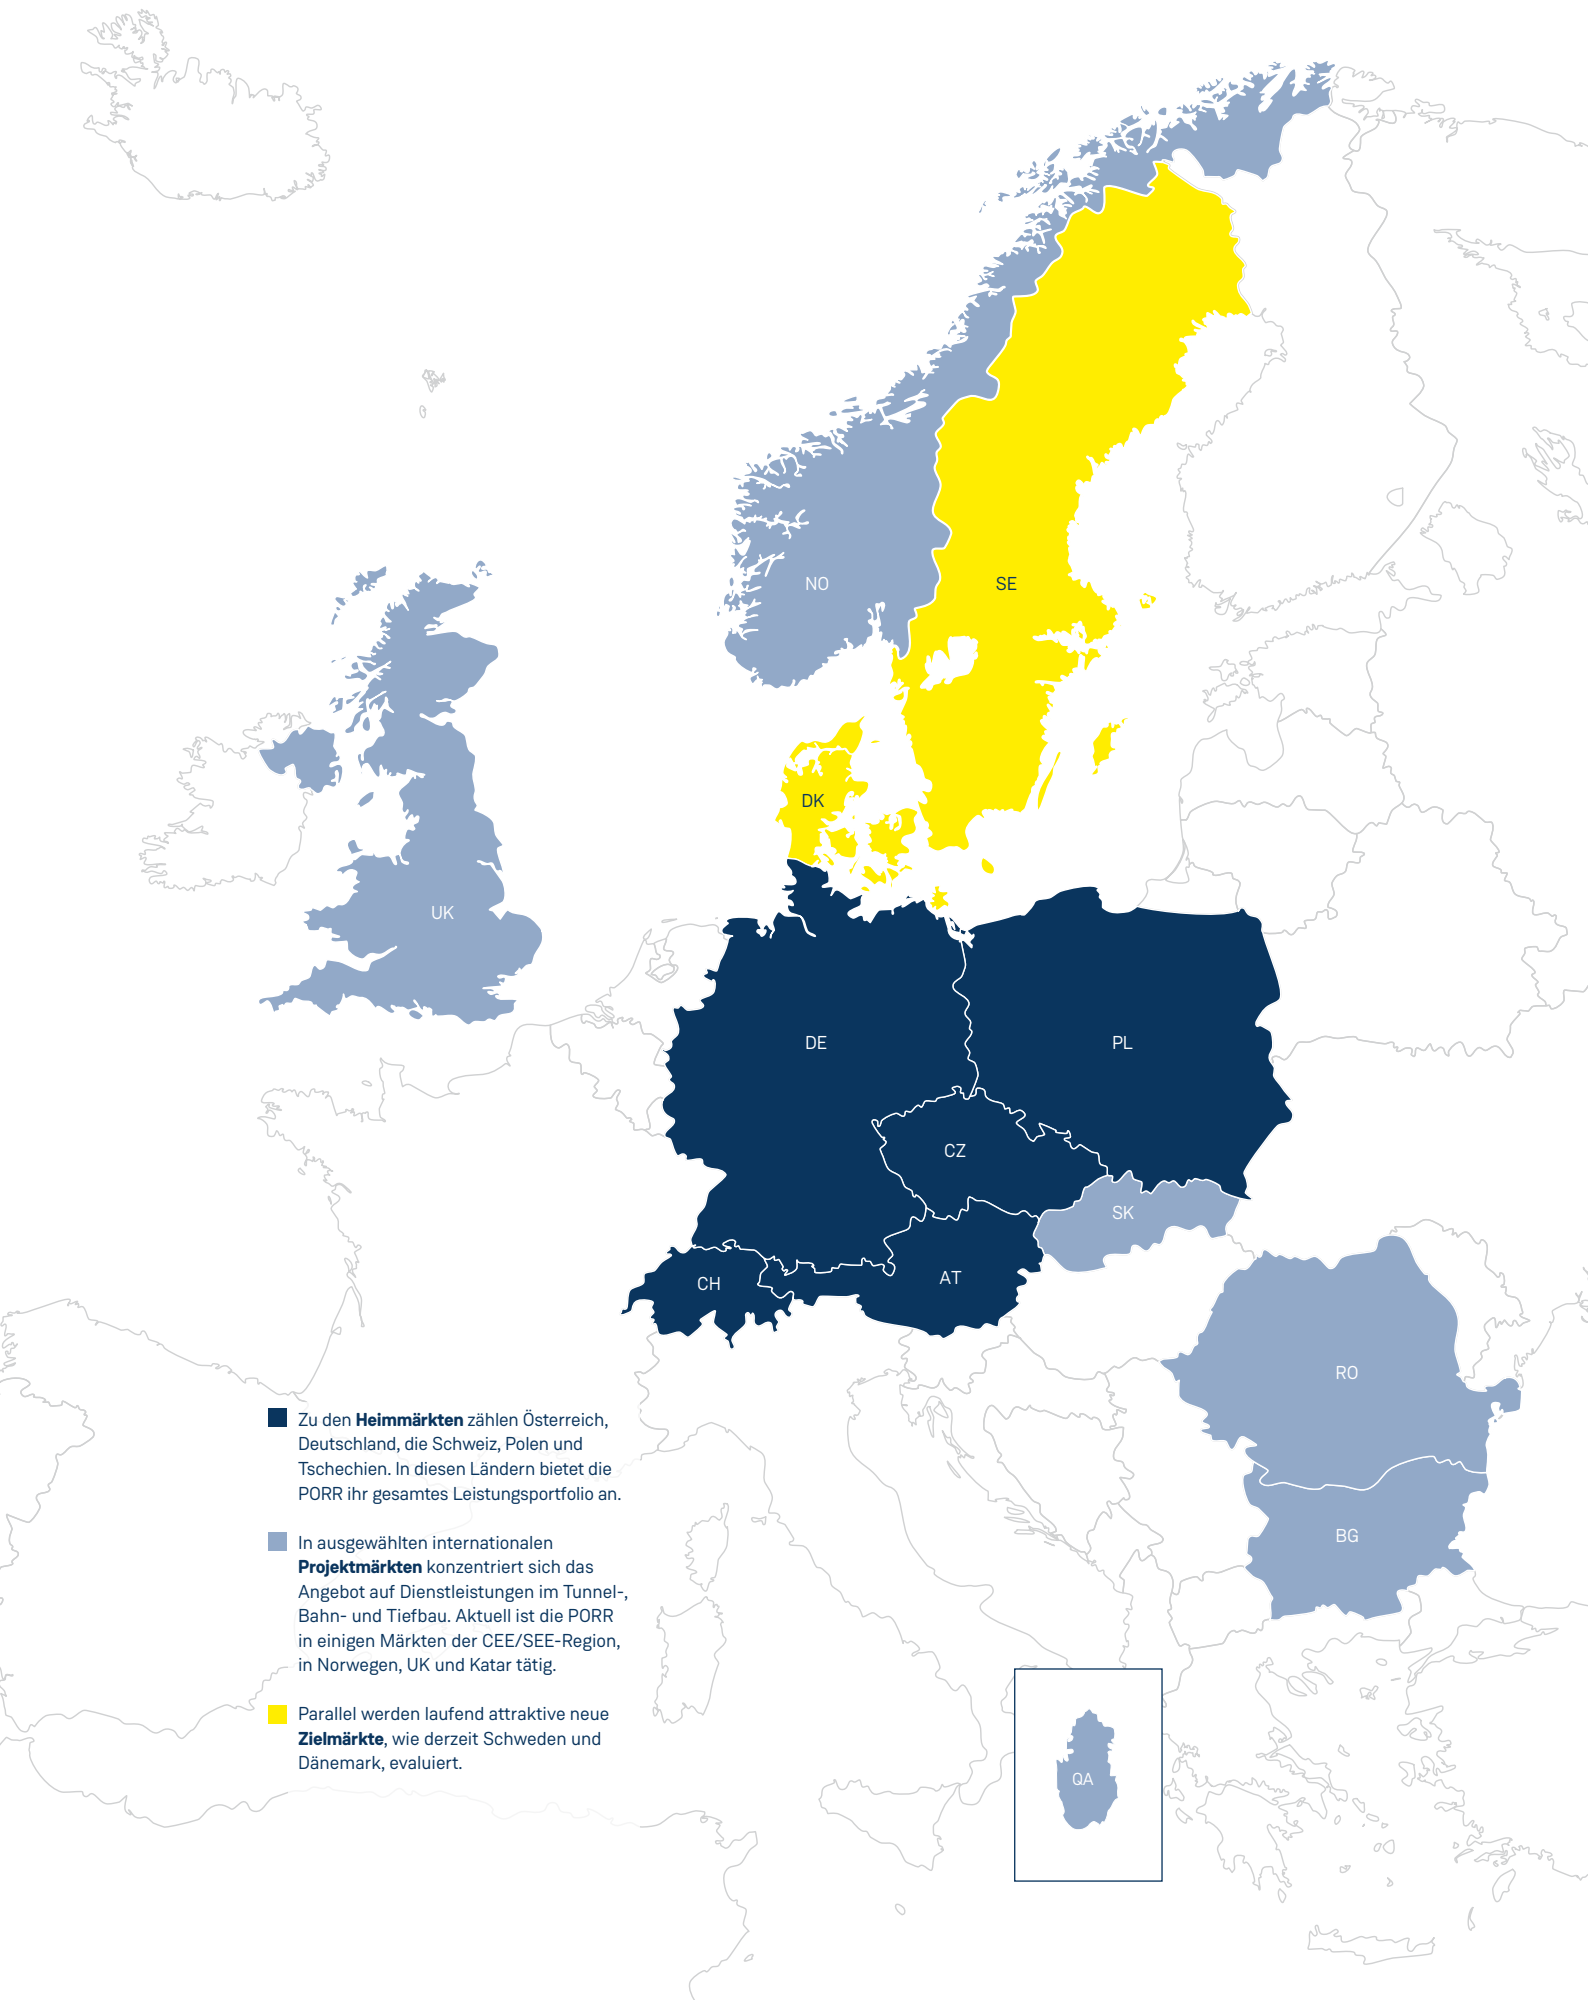 NO
SE
DK
UK
DE
PL
CZ
SK
CH
AT
RO
BG
Zu den Heimmärkten zählen Österreich,
Deutschland, die Schweiz, Polen und
Tschechien. In diesen Ländern bietet die
PORR ihr gesamtes Leistungsportfolio an.
In ausgewählten internationalen
Projektmärkten konzentriert sich das
Angebot auf Dienstleistungen im Tunnel-,
Bahn- und Tiefbau. Aktuell ist die PORR
in einigen Märkten der CEE/SEE-Region,
in Norwegen, UK und Katar tätig.
Parallel werden laufend attraktive neue
Zielmärkte, wie derzeit Schweden und
Dänemark, evaluiert.
QA